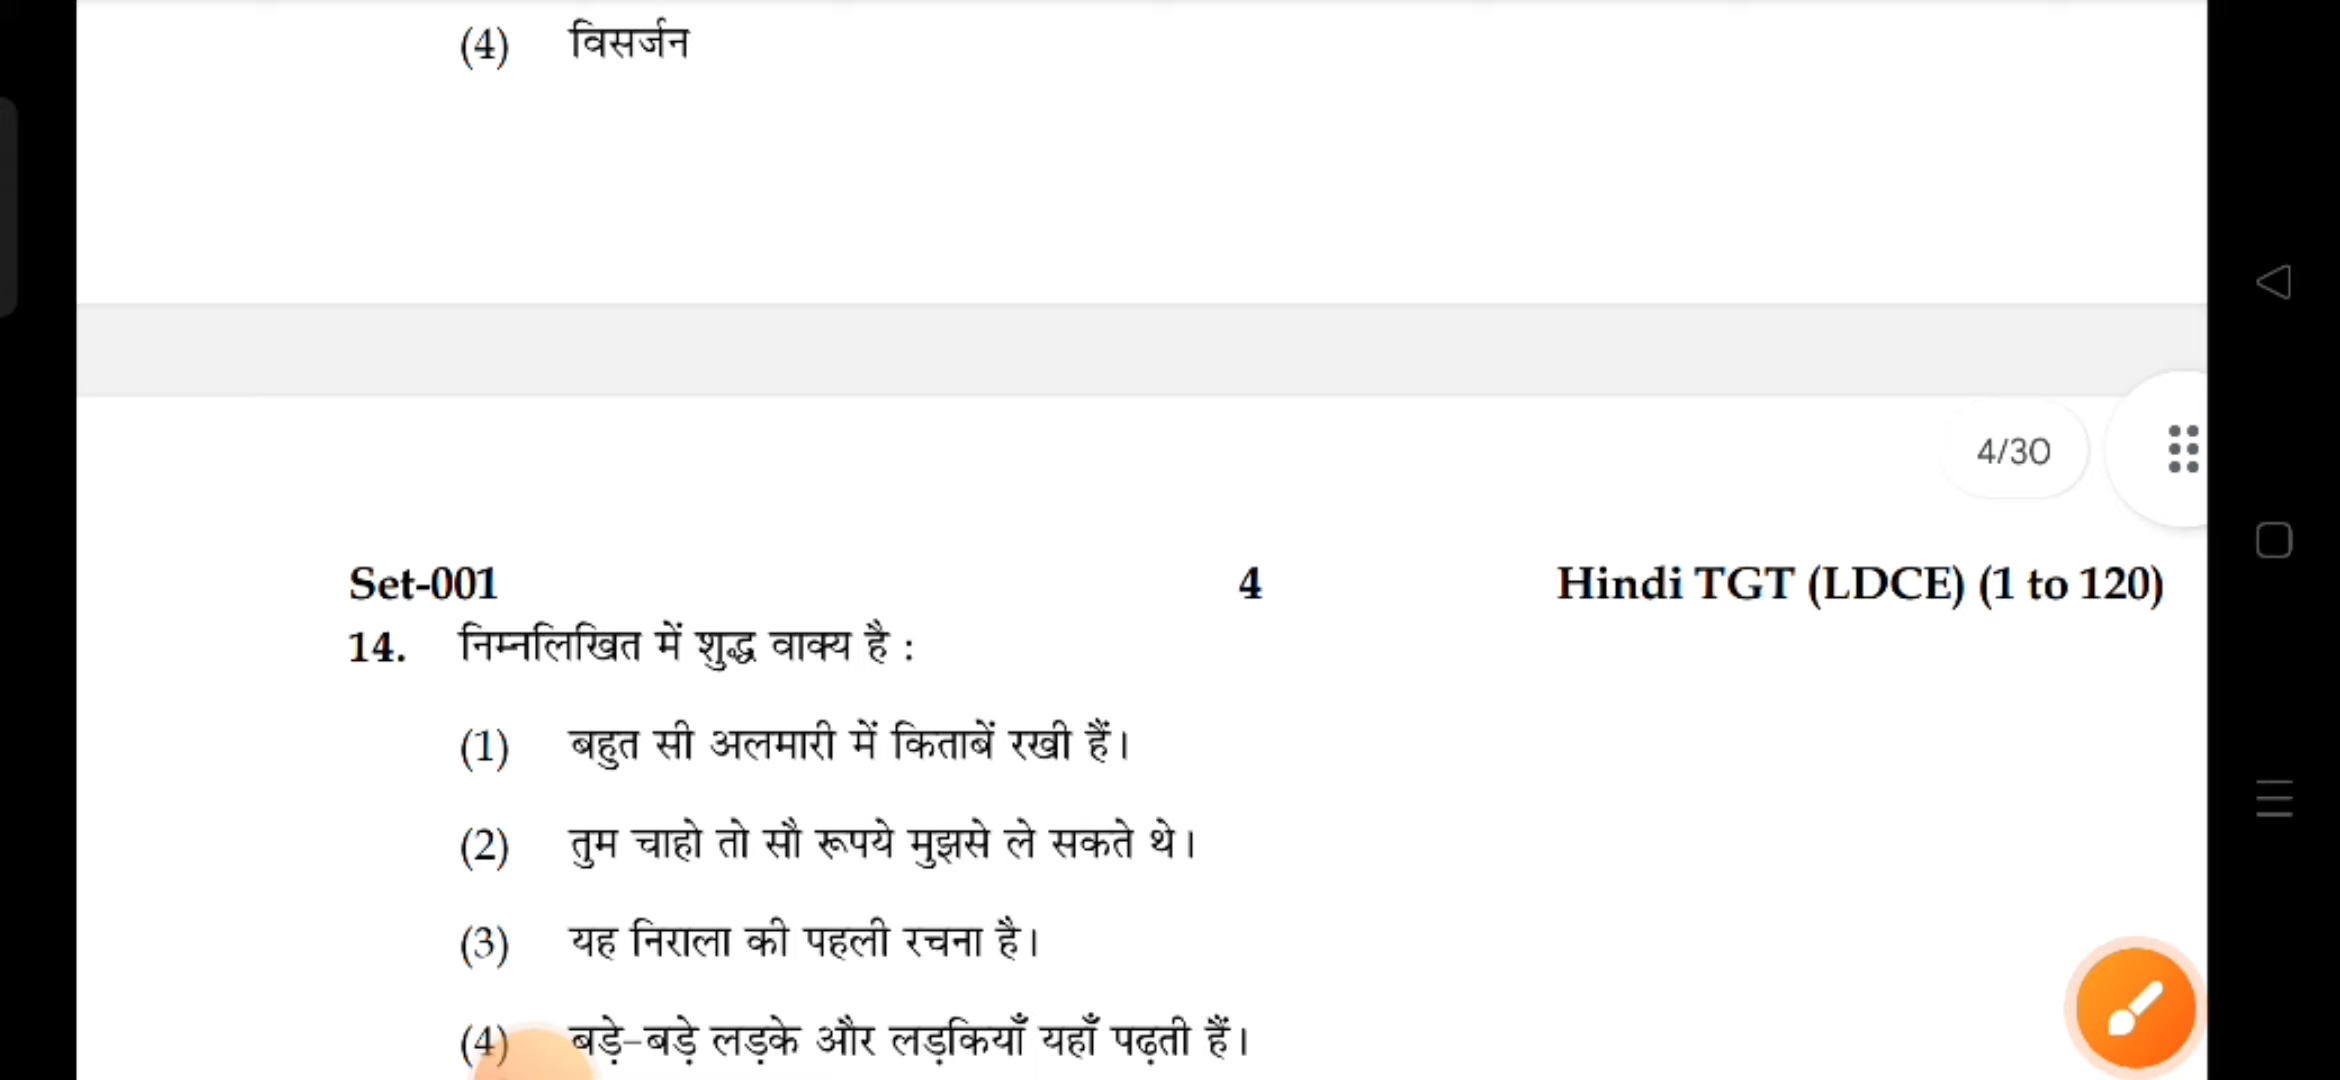 (4) विसर्जन
4/30
Set-001 4 Hindi TGT (LDCE) (1 to 120)
14. निम्नलिखित में शुद्ध वाक्य है :
(1) बहुत सी अलमारी में किताबें रखी हैं।
(2) तुम चाहो तो सौ रूपये मुझसे ले सकते थे।
(3) यह निराला की पहली रचना है।
(4) बड़े-बड़े लड़के और लड़कियाँ यहाँ पढ़ती हैं।